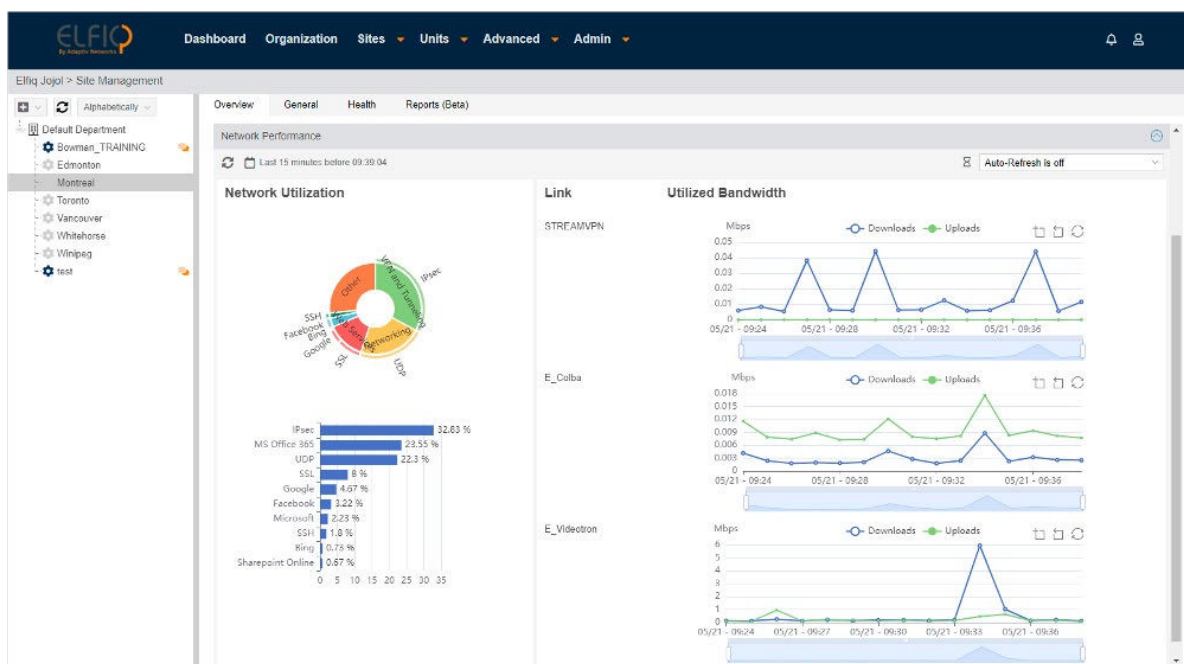 ELFIQ
By Adaptiv Networks
Dashboard Organization Sites Units Advanced Admin
Elfiq Jojol > Site Management
Alphabetically
Overview General Health Reports (Beta)
Default Department
Bowman_TRAINING
Edmonton
Montreal
Toronto
Vancouver
Whitehorse
Winipeg
test
Network Performance
Last 15 minutes before 09:39:04
Auto-Refresh is off
Network Utilization
Link
Utilized Bandwidth
VPN and Tunneling
IPsec
Other
SSH
Facebook
Bing
Google
SSL
Networking
UDP
IPsec 32.83 %
MS Office 365 23.55 %
UDP 22.3 %
SSL 8 %
Google 4.67 %
Facebook 3.22 %
Microsoft 2.23 %
SSH 1.8 %
Bing 0.73 %
Sharepoint Online 0.67 %
0 5 10 15 20 25 30 35
STREAMVPN
Mbps
Downloads Uploads
0.05
0.04
0.03
0.02
0.01
0
05/21 - 09:24 05/21 - 09:28 05/21 - 09:32 05/21 - 09:36
E_Colba
Mbps
Downloads Uploads
0.018
0.015
0.012
0.009
0.006
0.003
0
05/21 - 09:24 05/21 - 09:28 05/21 - 09:32 05/21 - 09:36
E_Videotron
Mbps
Downloads Uploads
6
5
4
3
2
1
0
05/21 - 09:24 05/21 - 09:27 05/21 - 09:30 05/21 - 09:33 05/21 - 09:36